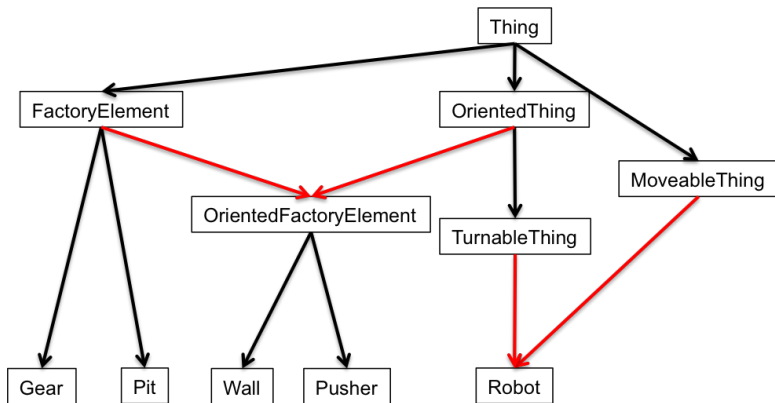 Thing
FactoryElement
OrientedThing
MoveableThing
OrientedFactoryElement
TurnableThing
Gear
Pit
Wall
Pusher
Robot